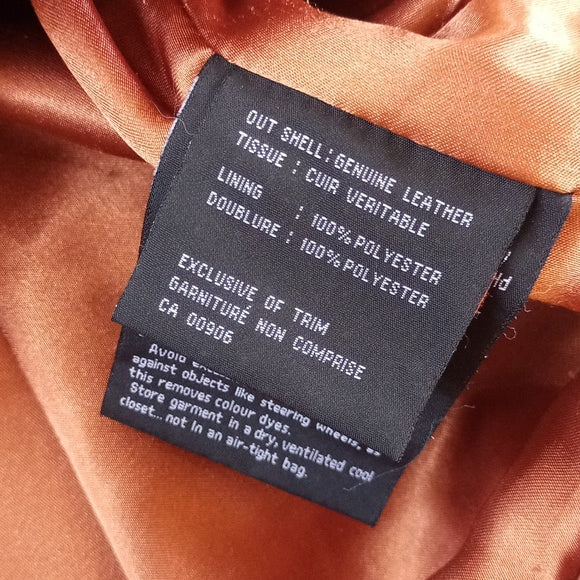 OUT SHELL: GENUINE LEATHER
TISSUE : CUIR VERITABLE
LINING : 100% POLYESTER
DOUBLURE : 100% POLYESTER
EXCLUSIVE OF TRIM
GARNITURÉ NON COMPRISE
CA 00906
Avoid
against objects like steering wheels,
this removes colour dyes.
Store garment in a dry, ventilated cool
closet... not in an air-tight bag.